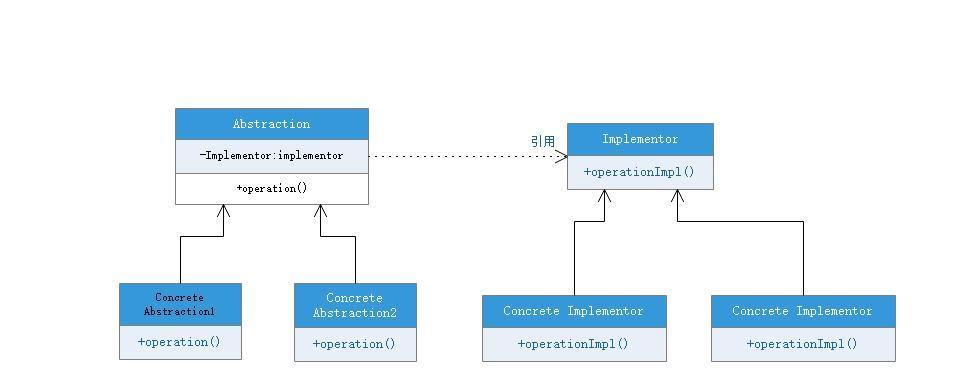 Abstraction
-Implementor:implementor
+operation()
引用
Implementor
+operationImpl()
Concrete
Abstraction1
+operation()
Concrete
Abstraction2
+operation()
Concrete Implementor
+operationImpl()
Concrete Implementor
+operationImpl()